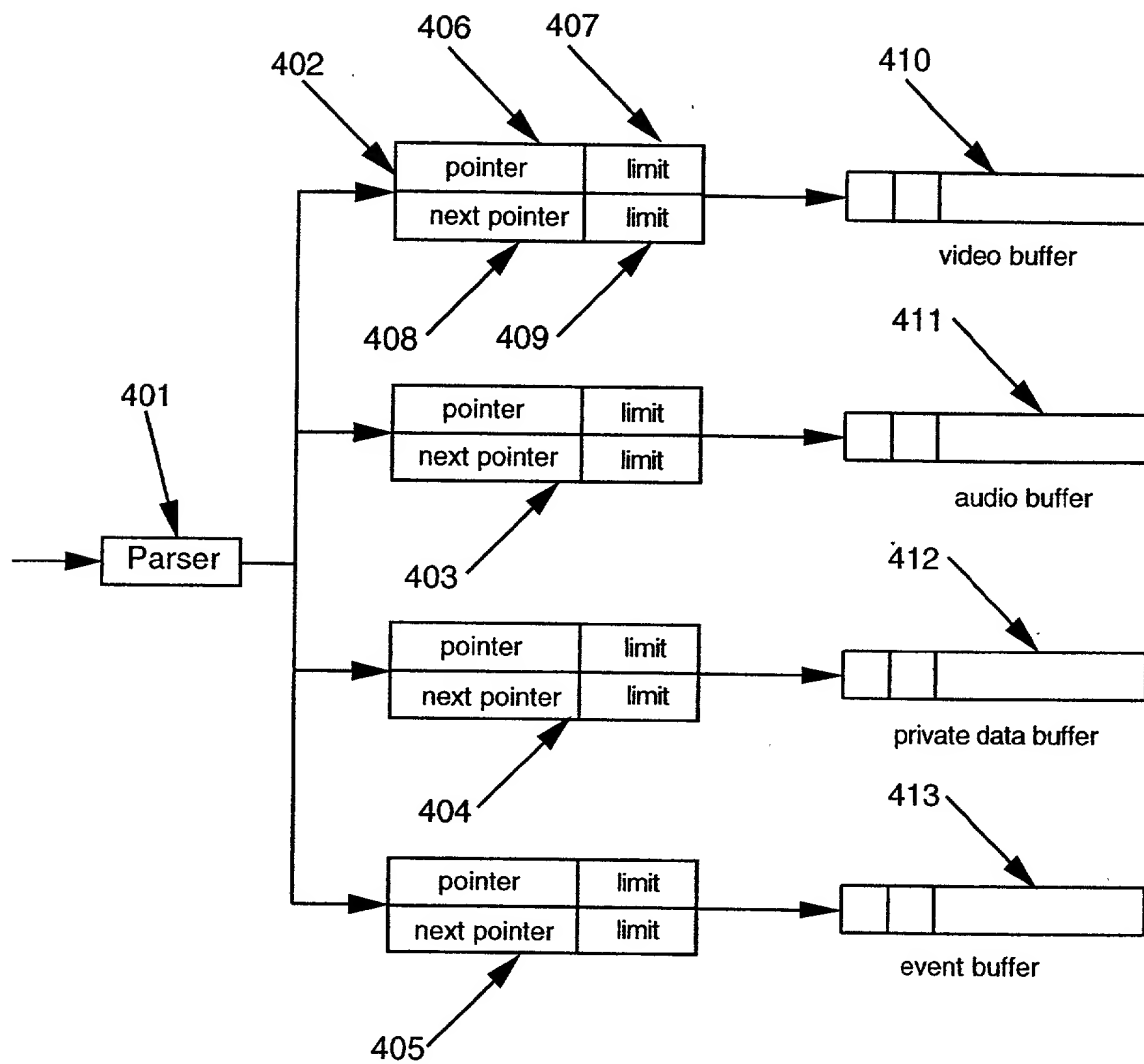 406
407
402
410
pointer limit
next pointer limit
video buffer
408
409
411
401
pointer limit
next pointer limit
audio buffer
Parser
403
412
pointer limit
next pointer limit
private data buffer
404
413
pointer limit
next pointer limit
event buffer
405